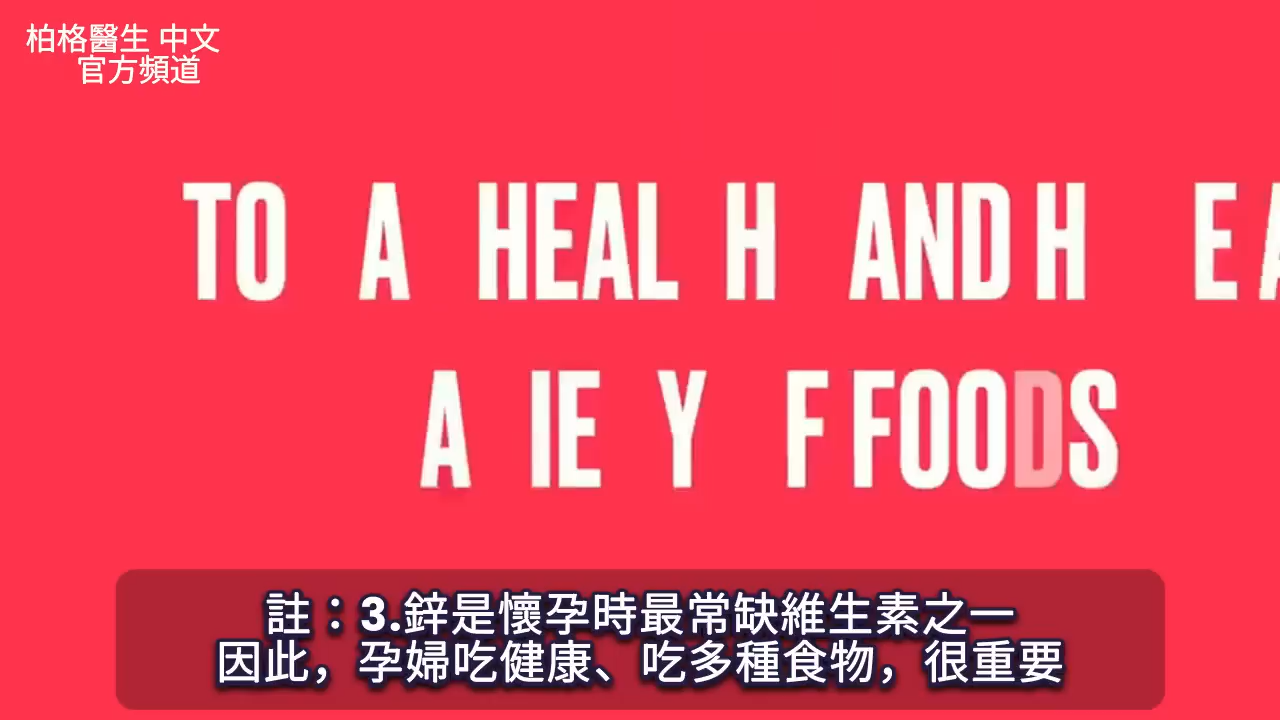 柏格醫生 中文
官方頻道
TO A HEAL H AND H E A
A IE Y F FOODS
註：3.鋅是懷孕時最常缺維生素之一
因此，孕婦吃健康、吃多種食物，很重要